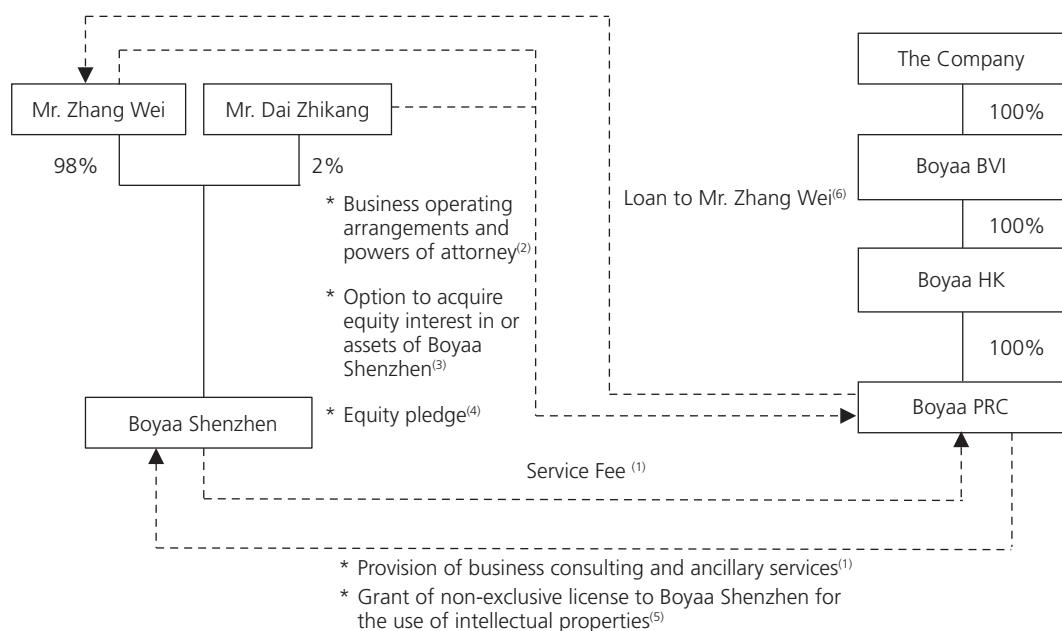 The Company
Mr. Zhang Wei
Mr. Dai Zhikang
100%
98%
2%
Boyaa BVI
* Business operating
arrangements and
powers of attorney(2)
Loan to Mr. Zhang Wei(6)
100%
Boyaa HK
* Option to acquire
equity interest in or
assets of Boyaa
Shenzhen(3)
100%
Boyaa Shenzhen
* Equity pledge(4)
Boyaa PRC
Service Fee (1)
* Provision of business consulting and ancillary services(1)
* Grant of non-exclusive license to Boyaa Shenzhen for
the use of intellectual properties(5)